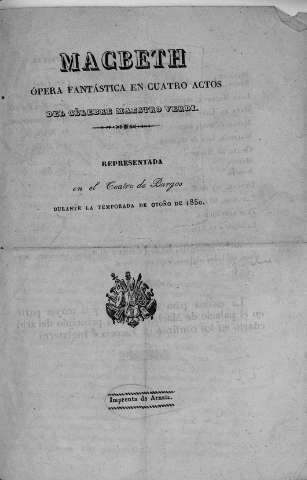 MACBETH
ÓPERA FANTÁSTICA EN CUATRO ACTOS
DEL CÉLEBRE MAESTRO VERDI.
REPRESENTADA
en el Teatro de Burgos
DURANTE LA TEMPORADA DE OTOÑO DE 1850.
Imprenta de Arnaiz.